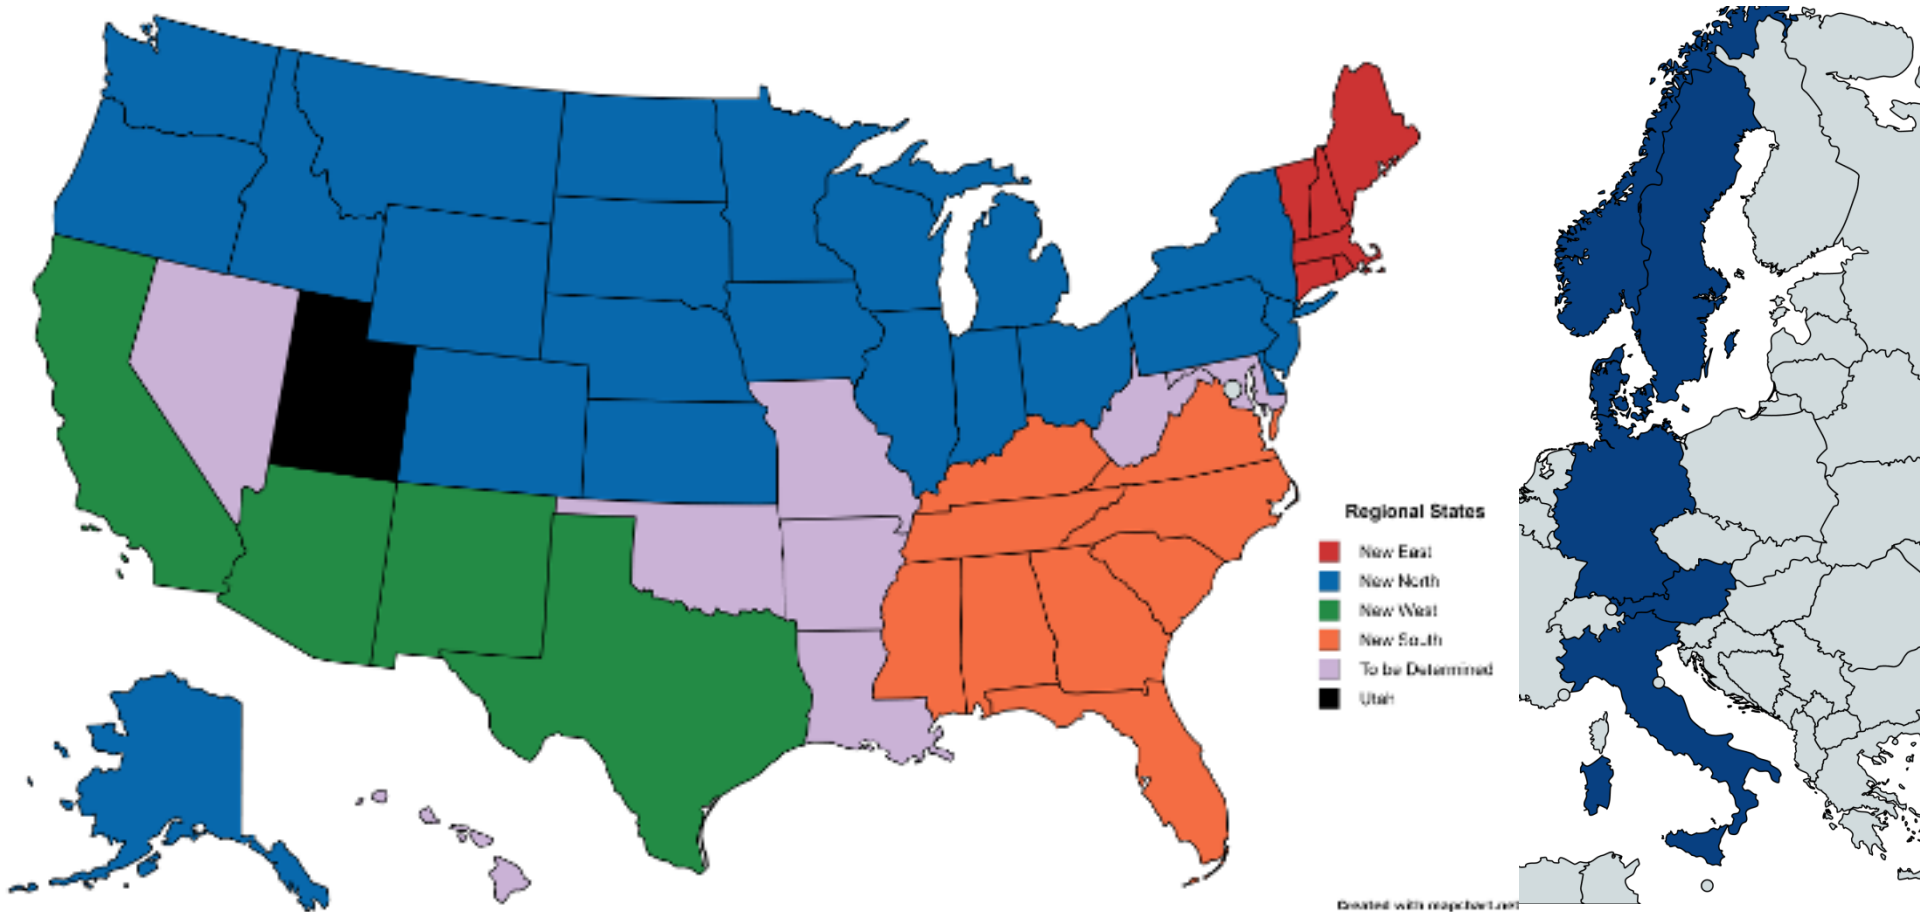 Regional States
New East
New North
New West
New South
To be Determined
Utah
Created with mapchart.net